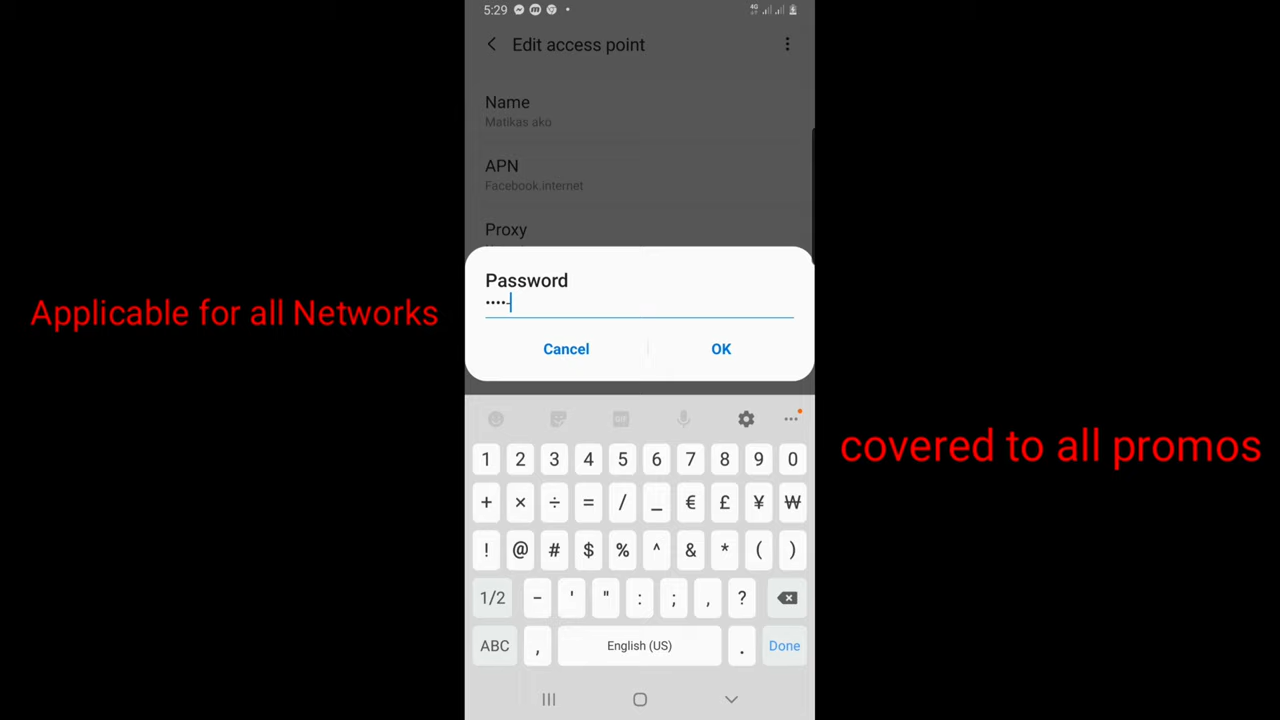 5:29
4G
Edit access point
Name
Matikas ako
APN
Facebook.internet
Proxy
Password
••••-
Cancel
OK
Applicable for all Networks
covered to all promos
GIF
1 2 3 4 5 6 7 8 9 0
+ × ÷ = / _ € £ ¥ ₩
! @ # $ % ^ & * ( )
1/2 - ' " : ; , ?
ABC , English (US) . Done